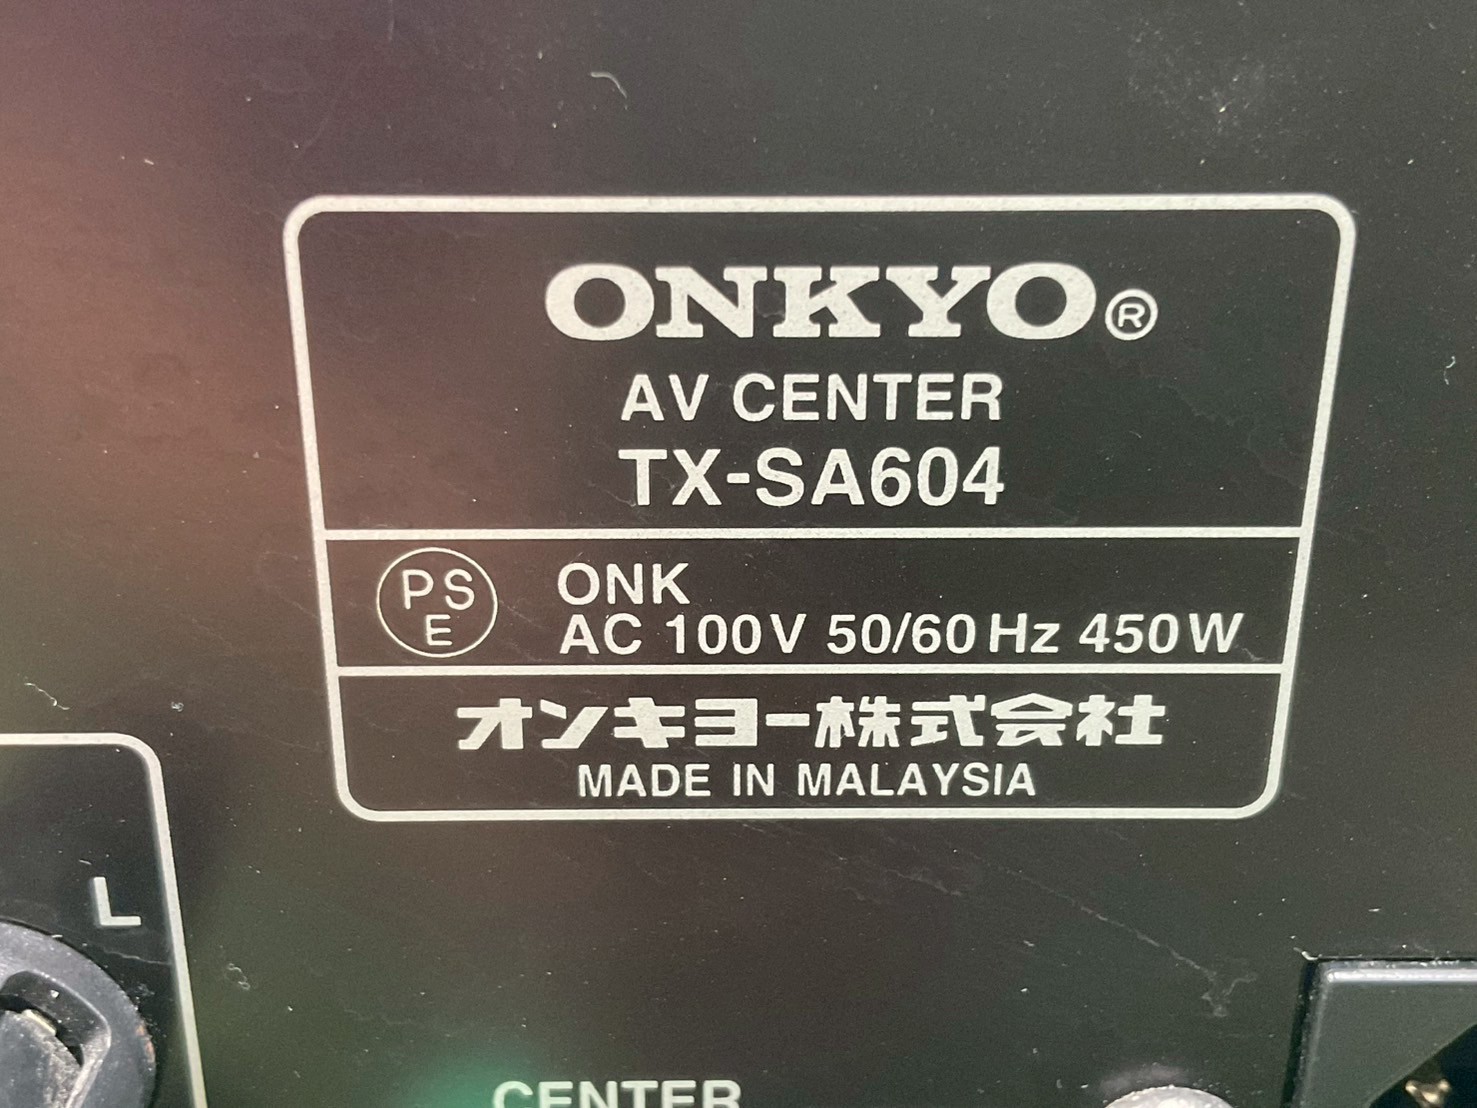 ONKYO®
AV CENTER
TX-SA604
PS
E
ONK
AC 100V 50/60Hz 450W
オンキヨー株式会社
MADE IN MALAYSIA
L
CENTER